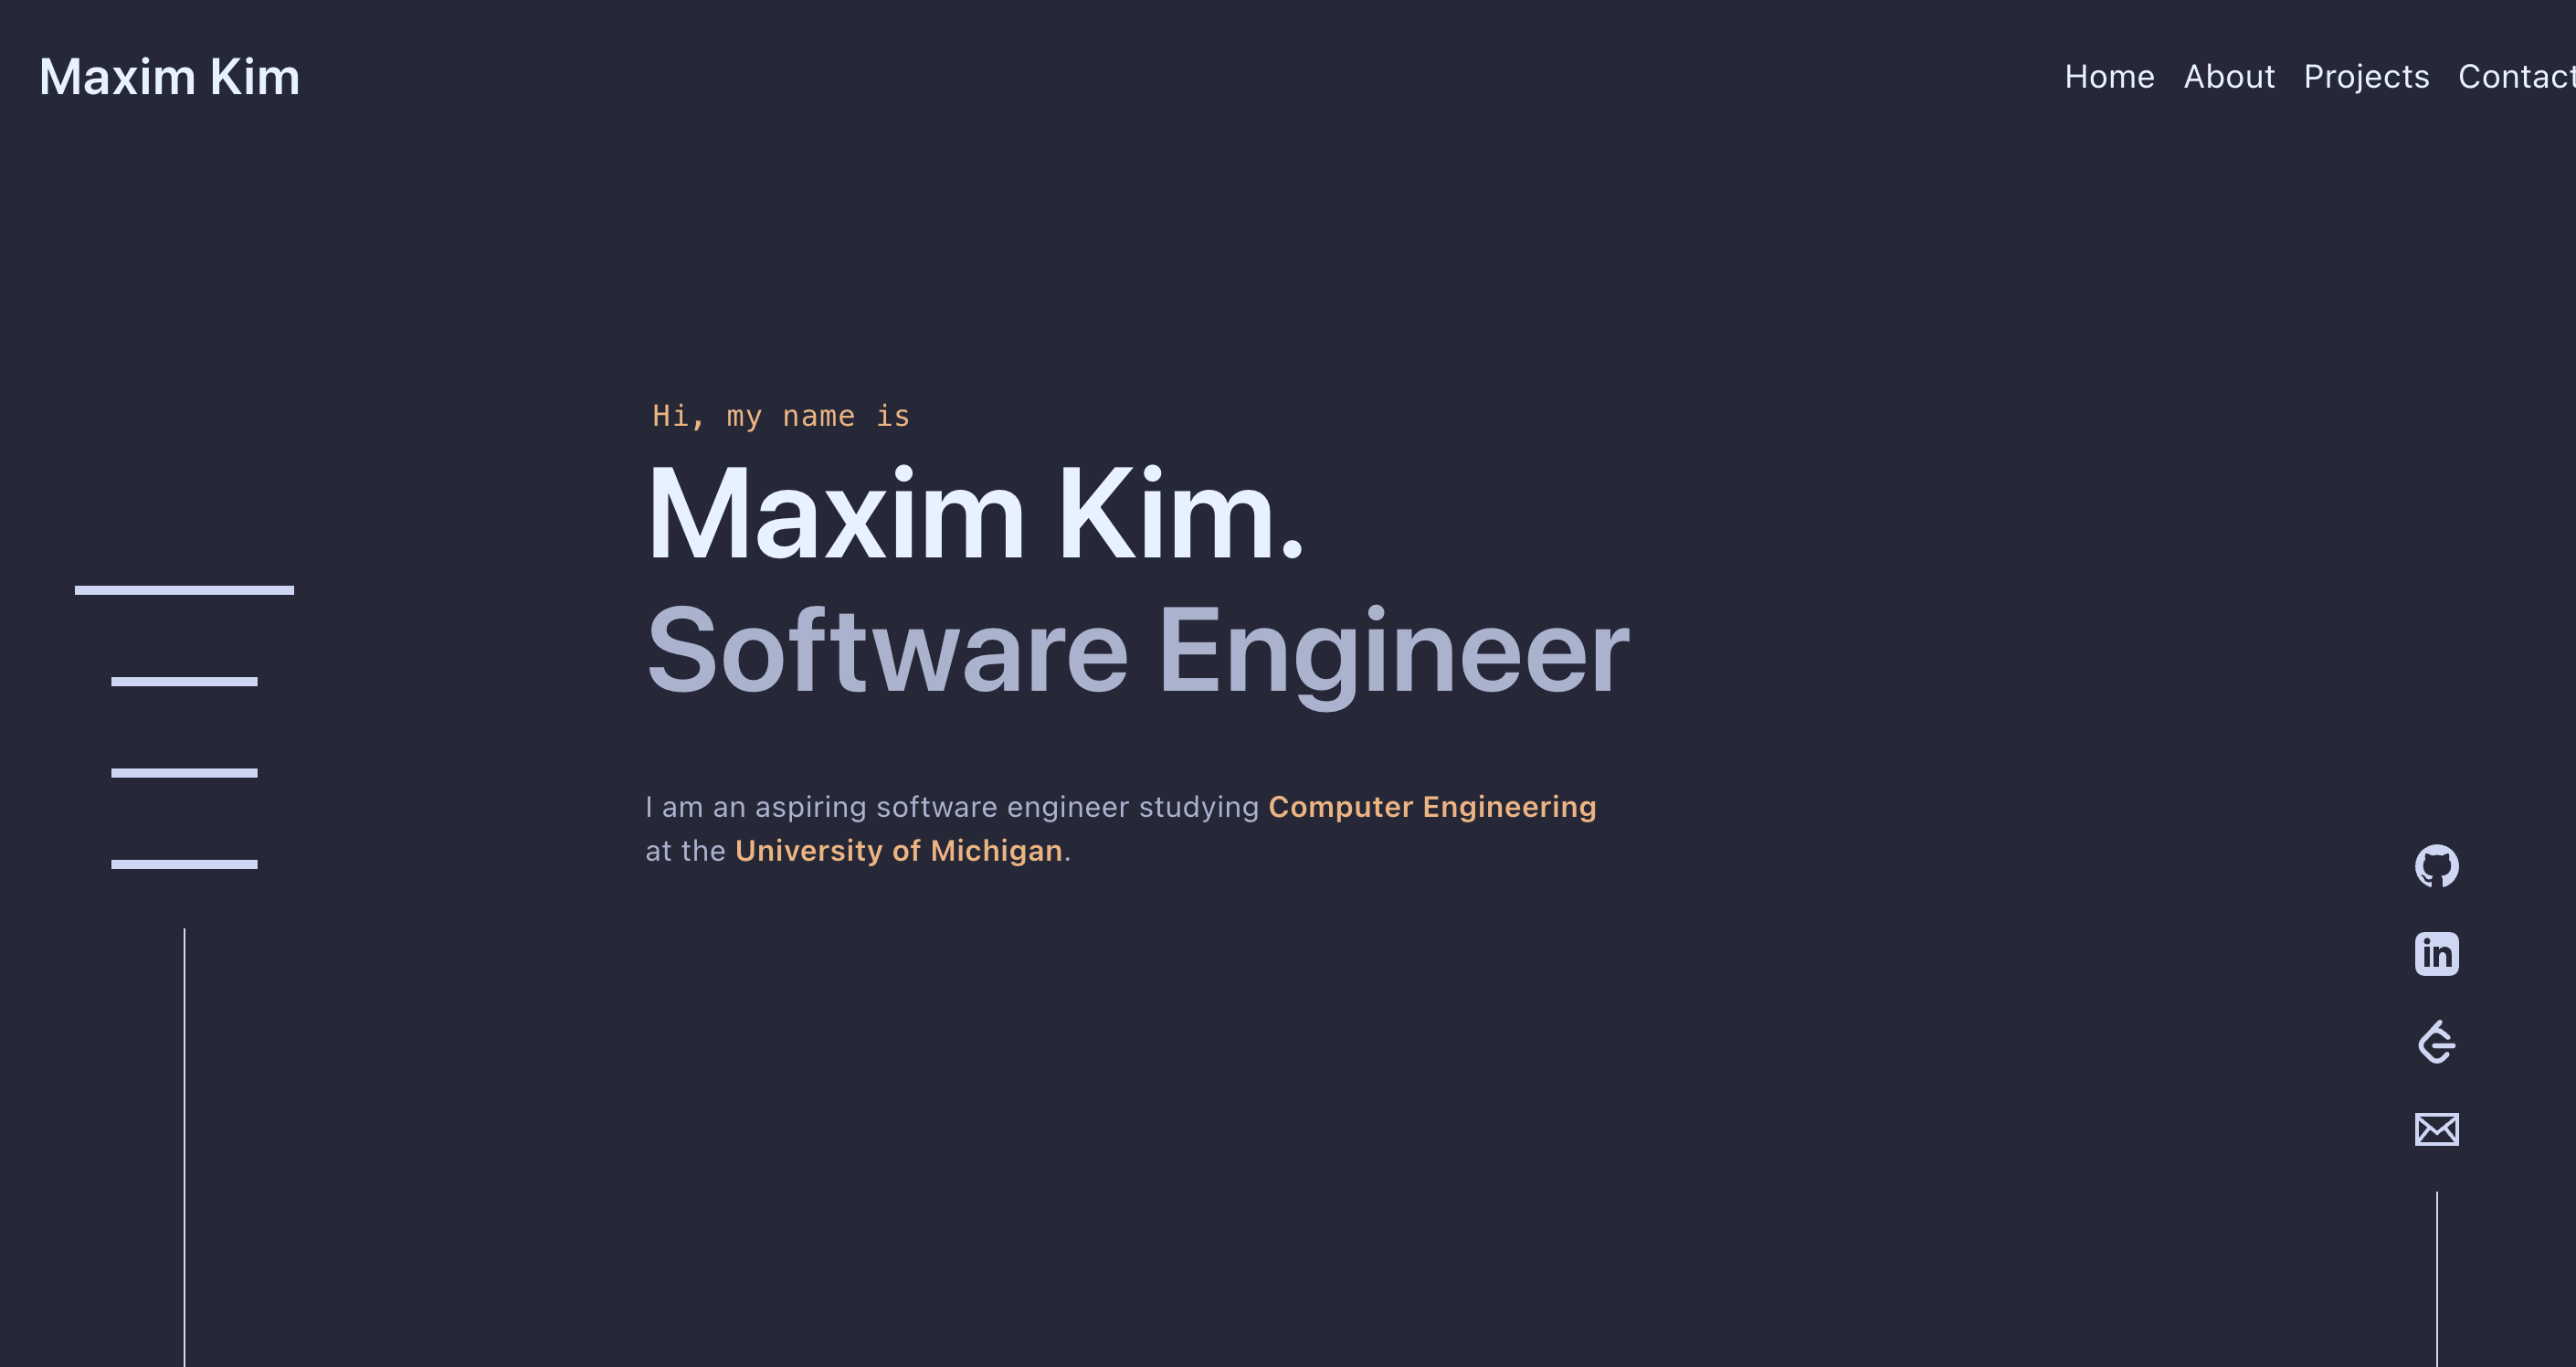 Maxim Kim
Home About Projects Contact
Hi, my name is
Maxim Kim.
Software Engineer
I am an aspiring software engineer studying Computer Engineering
at the University of Michigan.
in